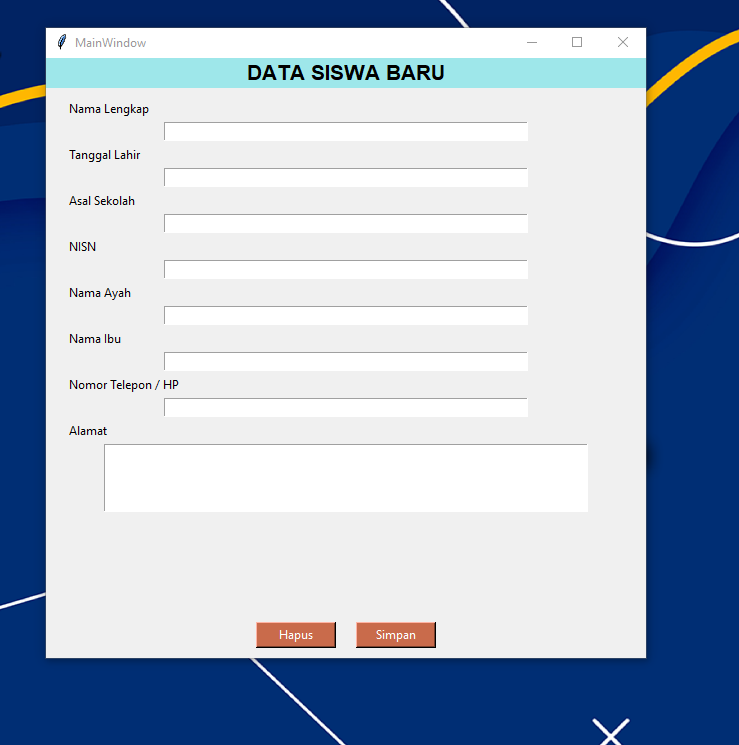 MainWindow
DATA SISWA BARU
Nama Lengkap
Tanggal Lahir
Asal Sekolah
NISN
Nama Ayah
Nama Ibu
Nomor Telepon / HP
Alamat
Hapus Simpan